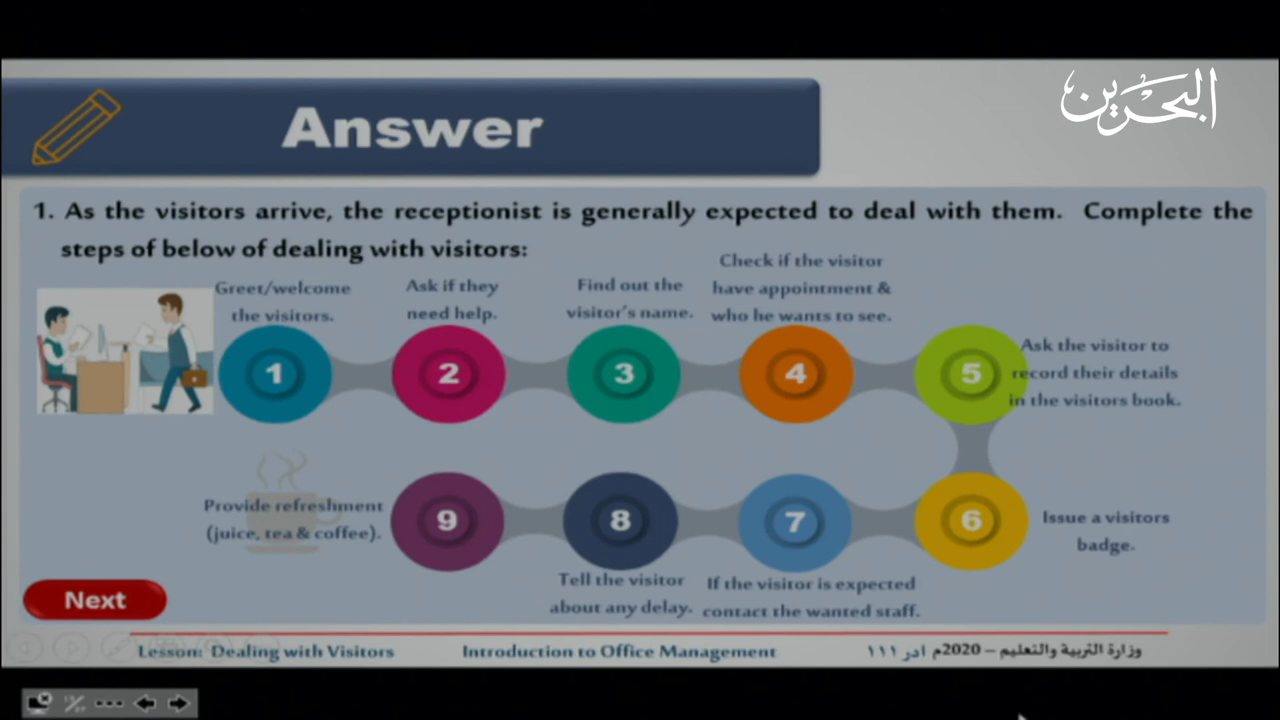 البحرين
Answer
1. As the visitors arrive, the receptionist is generally expected to deal with them. Complete the
steps of below of dealing with visitors:
Greet/welcome
the visitors.
Ask if they
need help.
Find out the
visitor's name.
Check if the visitor
have appointment &
who he wants to see.
1
2
3
4
5
Ask the visitor to
record their details
in the visitors book.
Provide refreshment
(juice, tea & coffee).
9
8
7
6
Issue a visitors
badge.
Tell the visitor
about any delay.
If the visitor is expected
contact the wanted staff.
Next
Lesson: Dealing with Visitors
Introduction to Office Management
وزارة التربية والتعليم – 2020م ادر ١١١